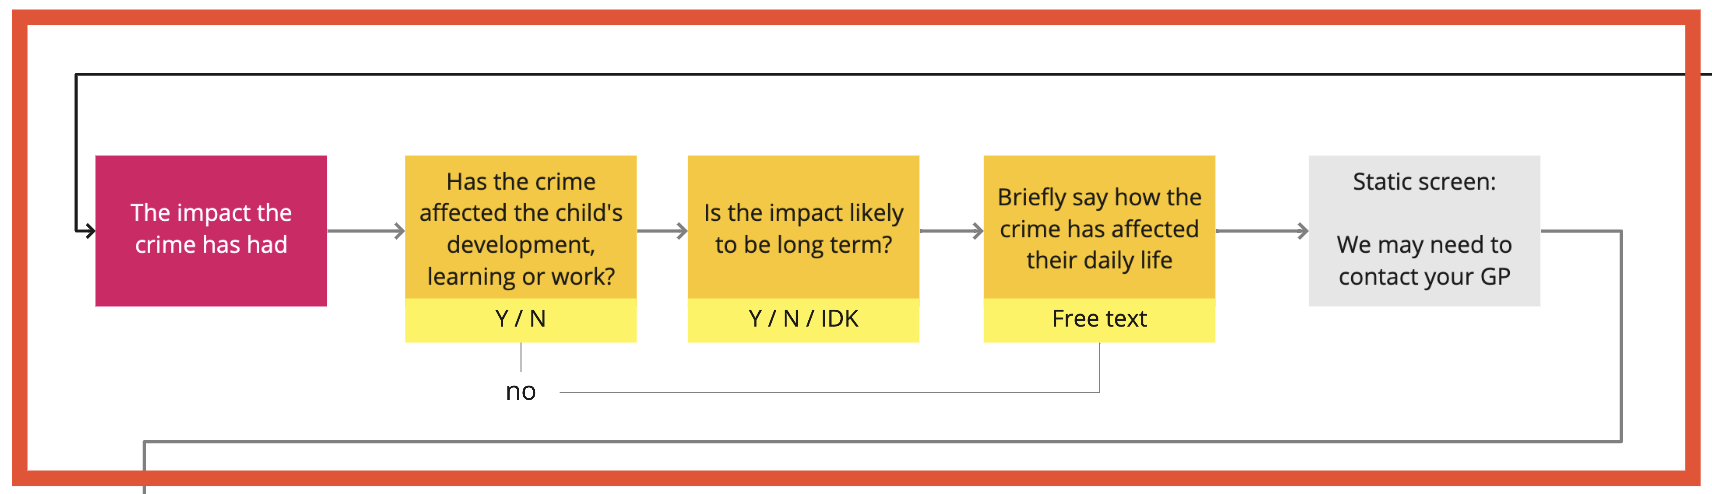 The impact the
crime has had
Has the crime
affected the child's
development,
learning or work?
Y / N
Is the impact likely
to be long term?
Y / N / IDK
Briefly say how the
crime has affected
their daily life
Free text
Static screen:
We may need to
contact your GP
no